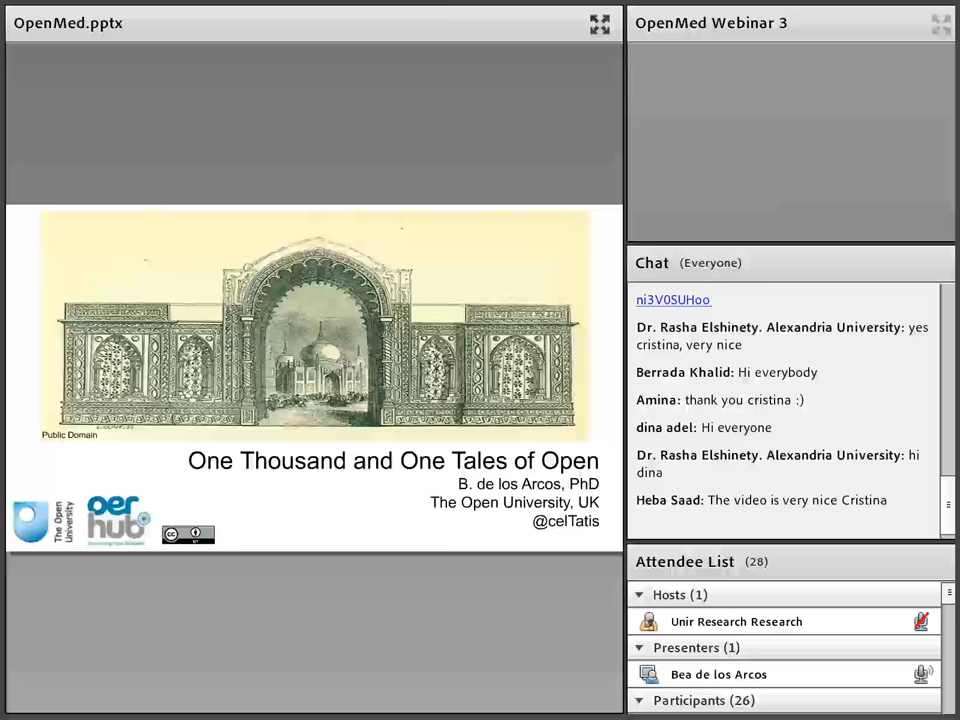 OpenMed.pptx
Public Domain
One Thousand and One Tales of Open
B. de los Arcos, PhD
The Open University, UK
@celTatis
The Open
University
oer
hub
OpenMed Webinar 3
Chat (Everyone)
ni3V0SUHoo
Dr. Rasha Elshinety. Alexandria University: yes
cristina, very nice
Berrada Khalid: Hi everybody
Amina: thank you cristina :)
dina adel: Hi everyone
Dr. Rasha Elshinety. Alexandria University: hi
dina
Heba Saad: The video is very nice Cristina
Attendee List (28)
Hosts (1)
Unir Research Research
Presenters (1)
Bea de los Arcos
Participants (26)